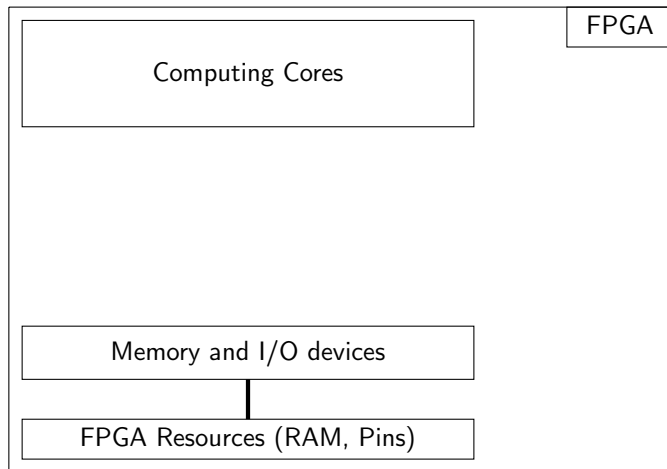 FPGA
Computing Cores
Memory and I/O devices
FPGA Resources (RAM, Pins)